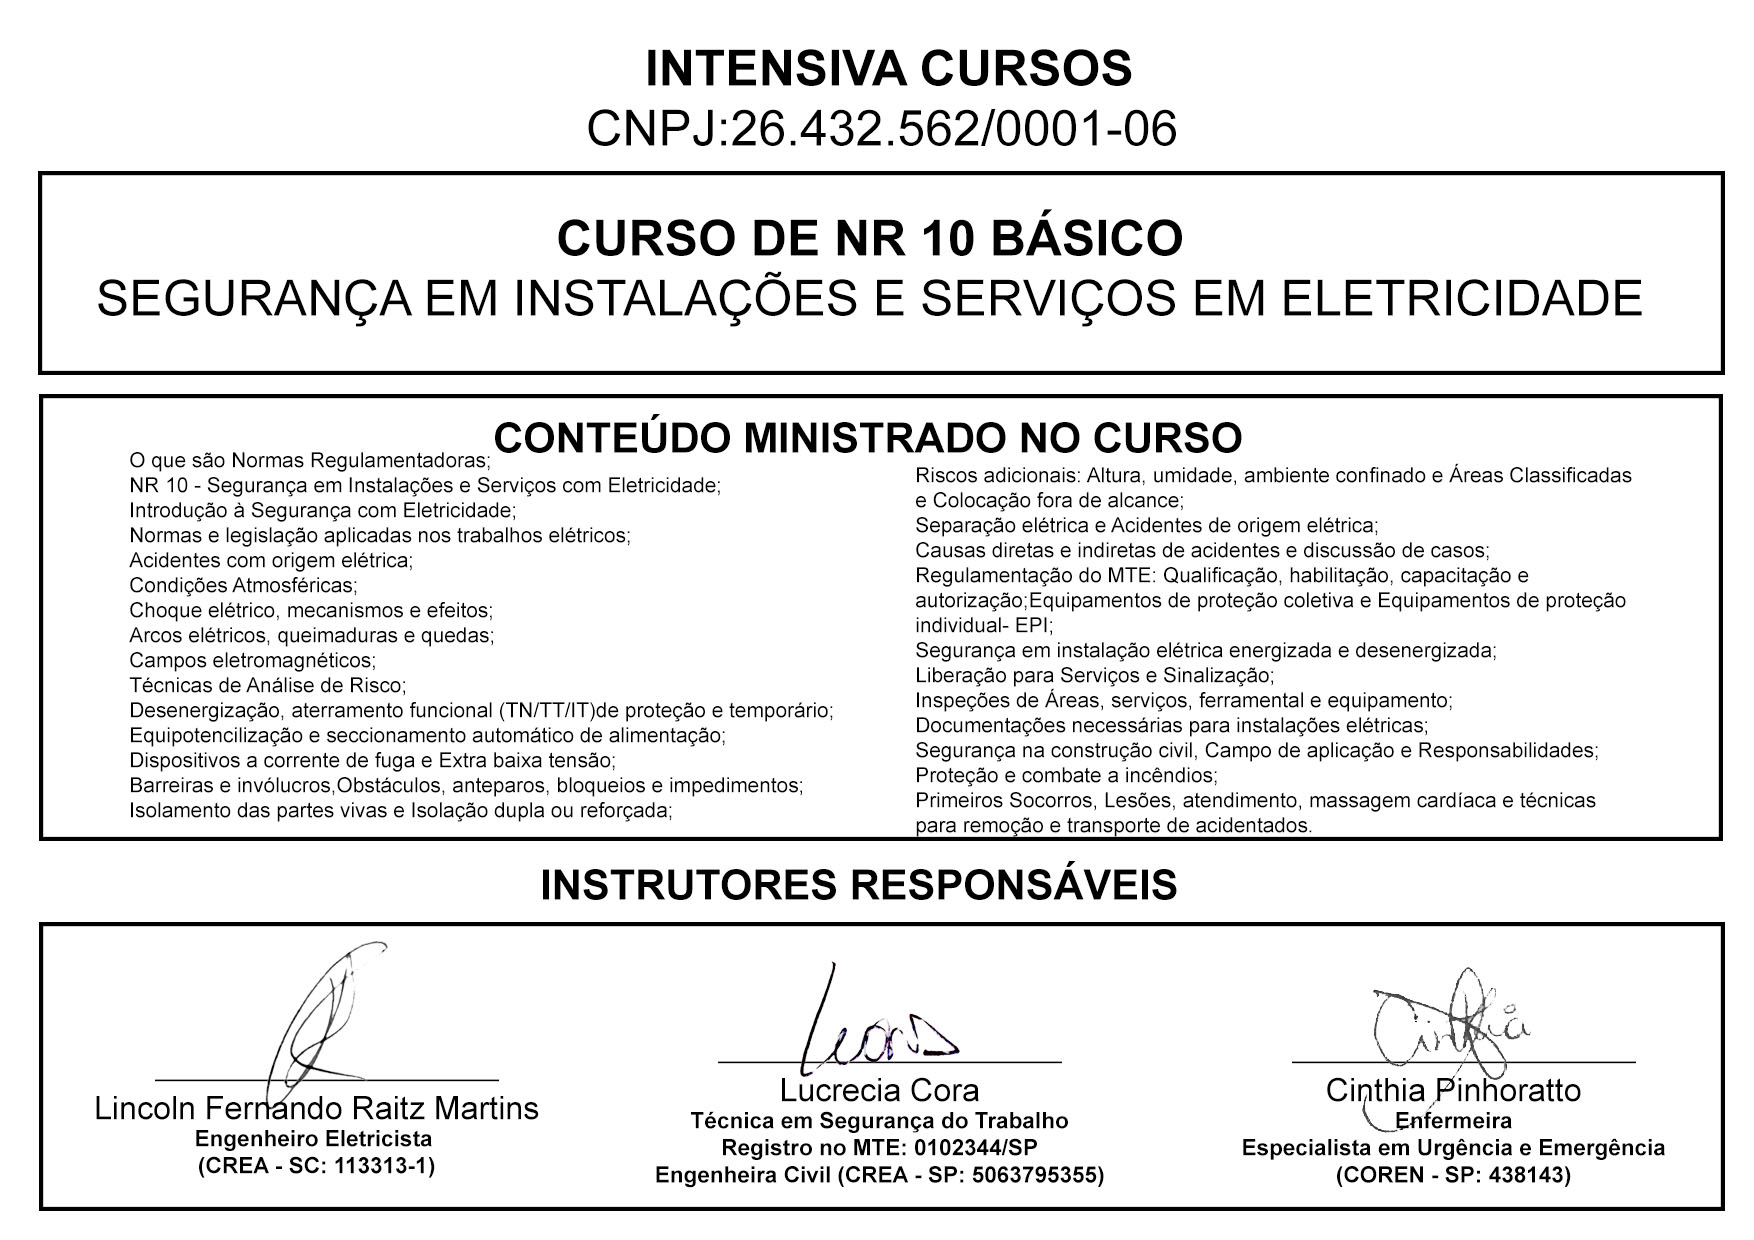 INTENSIVA CURSOS
CNPJ:26.432.562/0001-06
CURSO DE NR 10 BÁSICO
SEGURANÇA EM INSTALAÇÕES E SERVIÇOS EM ELETRICIDADE
CONTEÚDO MINISTRADO NO CURSO
O que são Normas Regulamentadoras;
NR 10 - Segurança em Instalações e Serviços com Eletricidade;
Introdução à Segurança com Eletricidade;
Normas e legislação aplicadas nos trabalhos elétricos;
Acidentes com origem elétrica;
Condições Atmosféricas;
Choque elétrico, mecanismos e efeitos;
Arcos elétricos, queimaduras e quedas;
Campos eletromagnéticos;
Técnicas de Análise de Risco;
Desenergização, aterramento funcional (TN/TT/IT)de proteção e temporário;
Equipotencilização e seccionamento automático de alimentação;
Dispositivos a corrente de fuga e Extra baixa tensão;
Barreiras e invólucros,Obstáculos, anteparos, bloqueios e impedimentos;
Isolamento das partes vivas e Isolação dupla ou reforçada;
Riscos adicionais: Altura, umidade, ambiente confinado e Áreas Classificadas
e Colocação fora de alcance;
Separação elétrica e Acidentes de origem elétrica;
Causas diretas e indiretas de acidentes e discussão de casos;
Regulamentação do MTE: Qualificação, habilitação, capacitação e
autorização;Equipamentos de proteção coletiva e Equipamentos de proteção
individual- EPI;
Segurança em instalação elétrica energizada e desenergizada;
Liberação para Serviços e Sinalização;
Inspeções de Áreas, serviços, ferramental e equipamento;
Documentações necessárias para instalações elétricas;
Segurança na construção civil, Campo de aplicação e Responsabilidades;
Proteção e combate a incêndios;
Primeiros Socorros, Lesões, atendimento, massagem cardíaca e técnicas
para remoção e transporte de acidentados.
INSTRUTORES RESPONSÁVEIS
Lincoln Fernando Raitz Martins
Engenheiro Eletricista
(CREA - SC: 113313-1)
Lucrecia Cora
Técnica em Segurança do Trabalho
Registro no MTE: 0102344/SP
Engenheira Civil (CREA - SP: 5063795355)
Cinthia
Cinthia Pinhoratto
Enfermeira
Especialista em Urgência e Emergência
(COREN - SP: 438143)